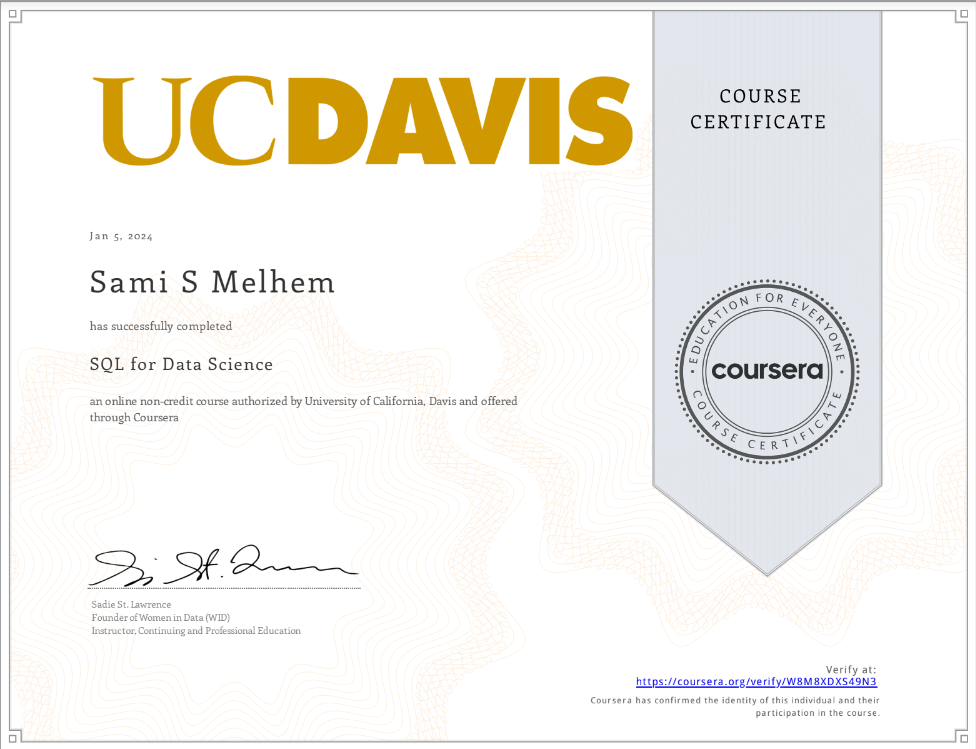 UCDAVIS
COURSE
CERTIFICATE
Jan 5, 2024
Sami S Melhem
has successfully completed
SQL for Data Science
an online non-credit course authorized by University of California, Davis and offered
through Coursera
EDUCATION FOR EVERYONE
coursera
COURSE CERTIFICATE
Sadie St. Lawrence
Founder of Women in Data (WID)
Instructor, Continuing and Professional Education
Verify at:
https://coursera.org/verify/W8M8XDXS49N3
Coursera has confirmed the identity of this individual and their
participation in the course.